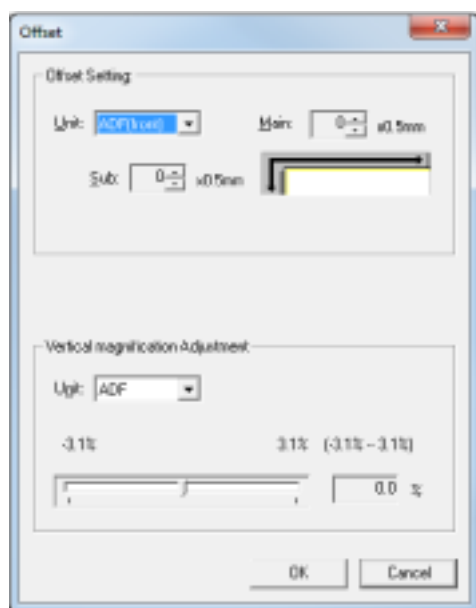 Offset
Offset Setting
Unit: ADF(front) Main: 0 x0.5mm
Sub: 0 x0.5mm
Vertical magnification Adjustment
Unit: ADF
-3.1% 3.1% (-3.1% -- 3.1%)
0.0 %
OK Cancel